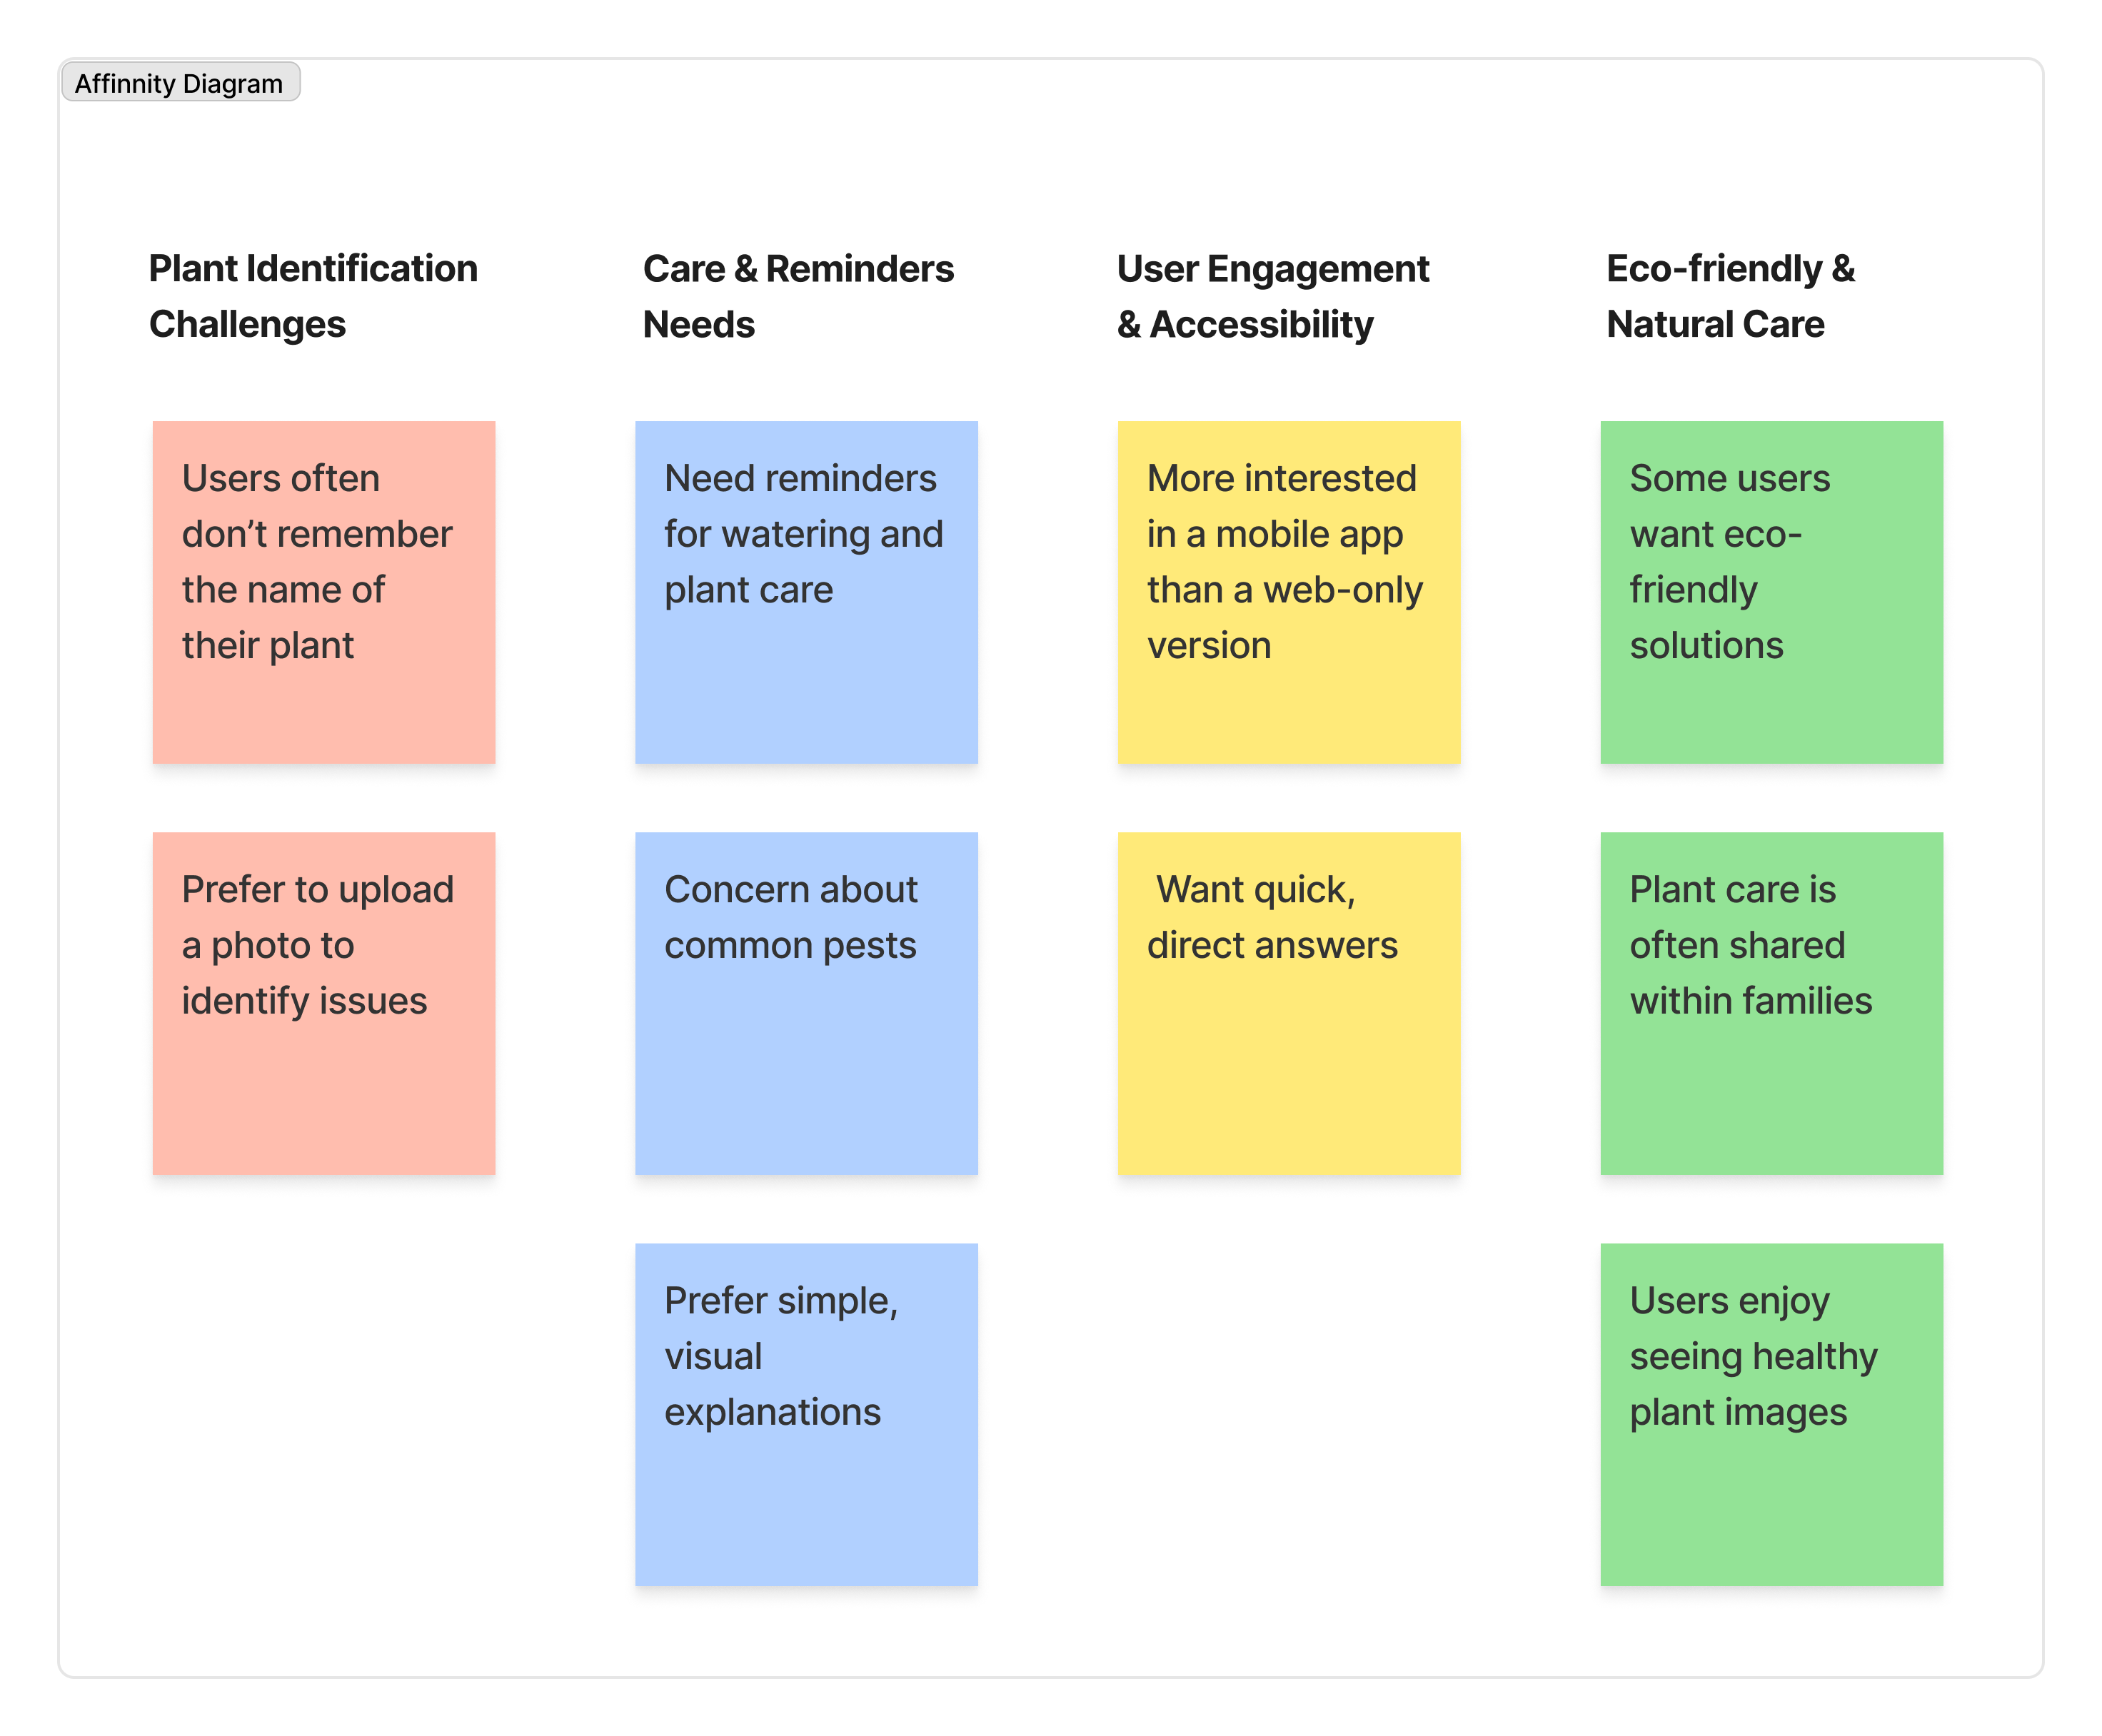 Affinnity Diagram
Plant Identification
Challenges
Care & Reminders
Needs
User Engagement
& Accessibility
Eco-friendly &
Natural Care
Users often
don’t remember
the name of
their plant
Need reminders
for watering and
plant care
More interested
in a mobile app
than a web-only
version
Some users
want eco-
friendly
solutions
Prefer to upload
a photo to
identify issues
Concern about
common pests
Want quick,
direct answers
Plant care is
often shared
within families
Prefer simple,
visual
explanations
Users enjoy
seeing healthy
plant images